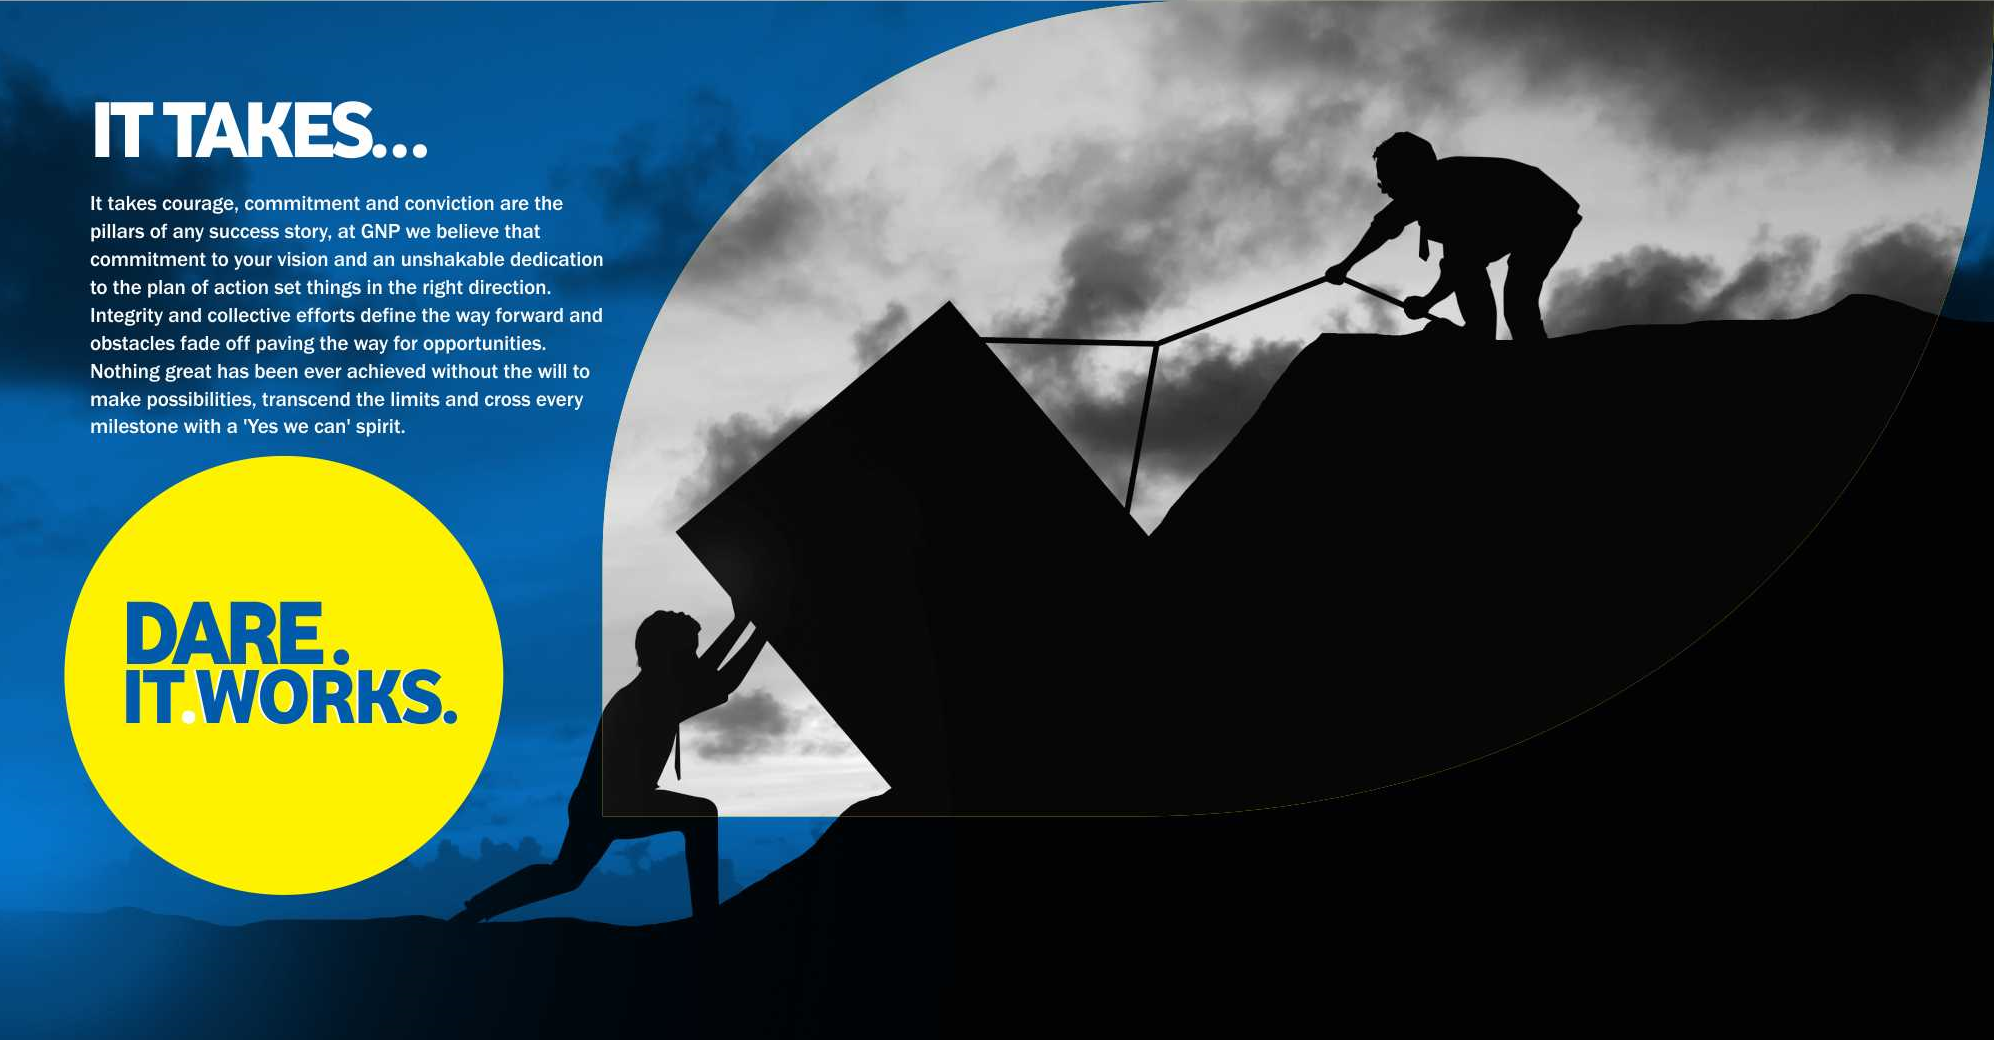 IT TAKES...
It takes courage, commitment and conviction are the
pillars of any success story, at GNP we believe that
commitment to your vision and an unshakable dedication
to the plan of action set things in the right direction.
Integrity and collective efforts define the way forward and
obstacles fade off paving the way for opportunities.
Nothing great has been ever achieved without the will to
make possibilities, transcend the limits and cross every
milestone with a 'Yes we can' spirit.
DARE.
IT.WORKS.